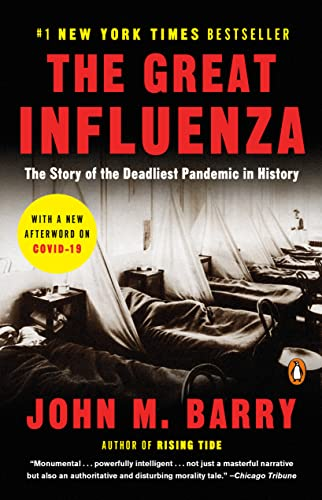 #1 NEW YORK TIMES BESTSELLER
THE GREAT
INFLUENZA
The Story of the Deadliest Pandemic in History
WITH A NEW
AFTERWORD ON
COVID-19
JOHN M. BARRY
AUTHOR OF RISING TIDE
“Monumental . . . powerfully intelligent . . . not just a masterful narrative
but also an authoritative and disturbing morality tale.” –Chicago Tribune